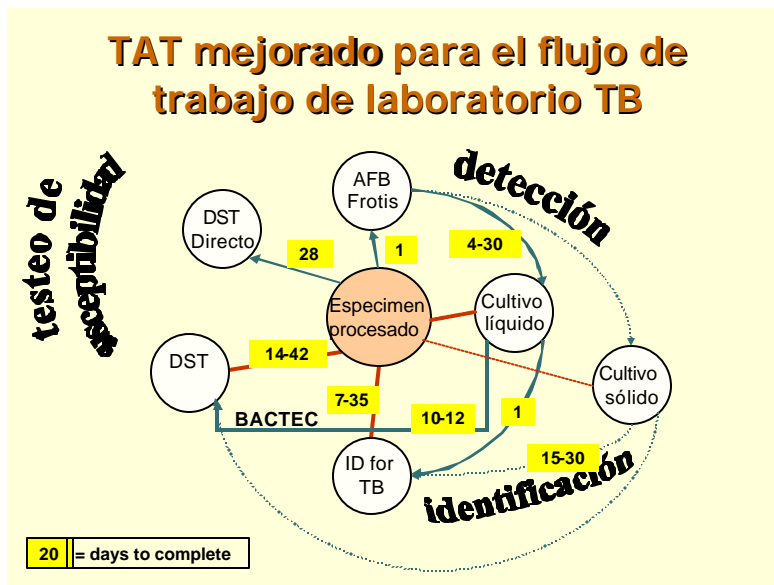 TAT mejorado para el flujo de
trabajo de laboratorio TB
testeo de
susceptibilidad
detección
AFB
Frotis
DST
Directo
28
1
4-30
Especimen
procesado
Cultivo
líquido
DST
14-42
Cultivo
sólido
7-35
BACTEC
10-12
1
ID for
TB
15-30
identificación
20 = days to complete